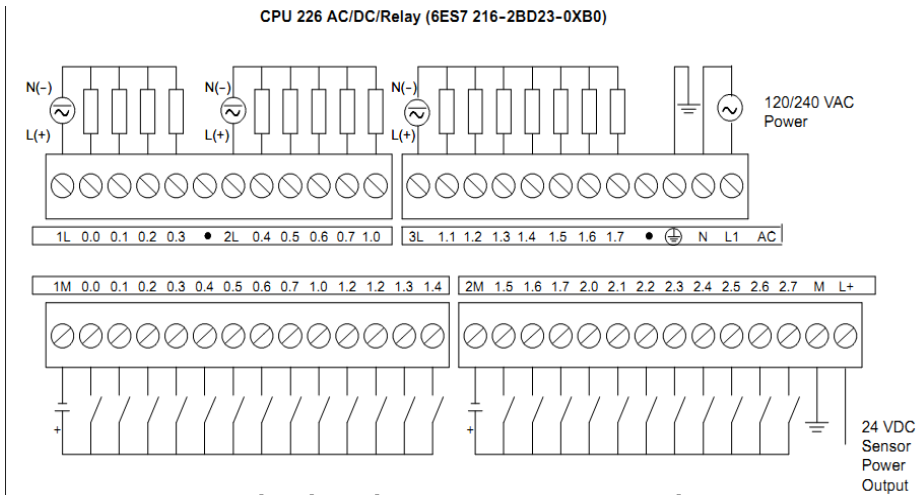 CPU 226 AC/DC/Relay (6ES7 216-2BD23-0XB0)
N(-) N(-) N(-)
L(+) L(+) L(+)
120/240 VAC
Power
1L 0.0 0.1 0.2 0.3 ● 2L 0.4 0.5 0.6 0.7 1.0
3L 1.1 1.2 1.3 1.4 1.5 1.6 1.7 ● ⏚ N L1 AC
1M 0.0 0.1 0.2 0.3 0.4 0.5 0.6 0.7 1.0 1.2 1.2 1.3 1.4
2M 1.5 1.6 1.7 2.0 2.1 2.2 2.3 2.4 2.5 2.6 2.7 M L+
+ +
24 VDC
Sensor
Power
Output